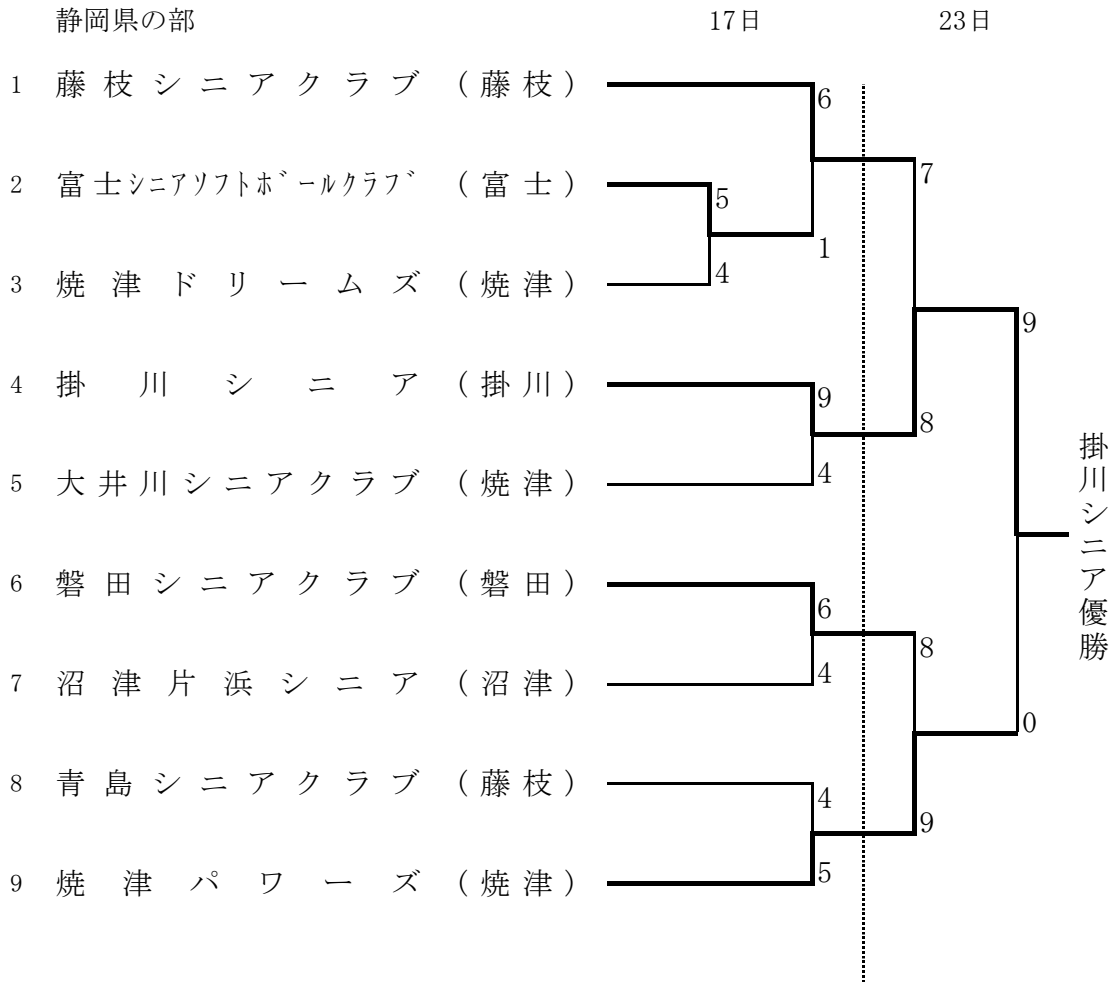 静岡県の部 17日 23日
1 藤枝シニアクラブ (藤枝)
6
7
2 富士シニアソフトボールクラブ (富士)
5
1
3 焼津ドリームズ (焼津)
4
9
4 掛川シニア (掛川)
9
8
5 大井川シニアクラブ (焼津)
4
掛川シニア優勝
6 磐田シニアクラブ (磐田)
6
8
7 沼津片浜シニア (沼津)
4
0
8 青島シニアクラブ (藤枝)
4
9
9 焼津パワーズ (焼津)
5